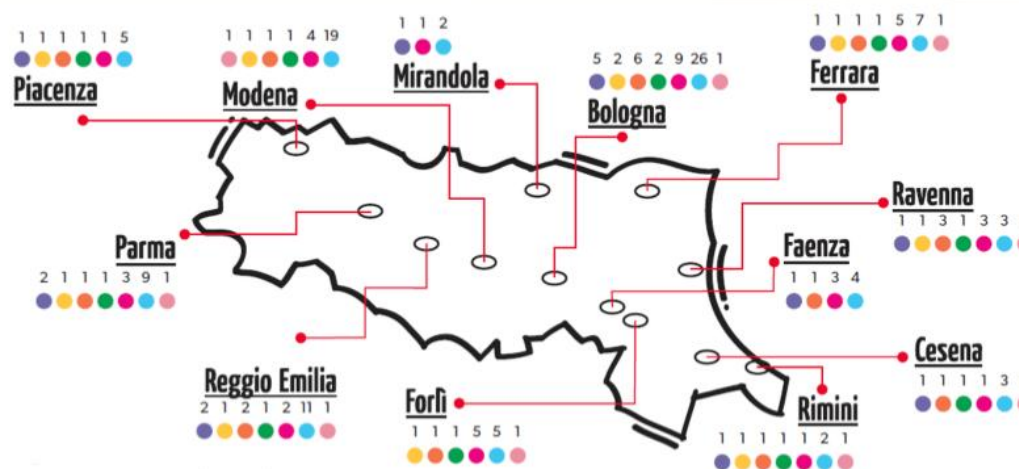 1 1 1 1 1 5
Piacenza
1 1 1 1 4 19
Modena
1 1 2
Mirandola
5 2 6 2 9 26 1
Bologna
1 1 1 1 5 7 1
Ferrara
Ravenna
1 1 3 1 3 3
Parma
2 1 1 1 3 9 1
Faenza
1 1 3 4
Reggio Emilia
2 1 2 1 2 11 1
Forlì
1 1 1 5 5 1
Cesena
1 1 1 1 3
Rimini
1 1 1 1 1 2 1